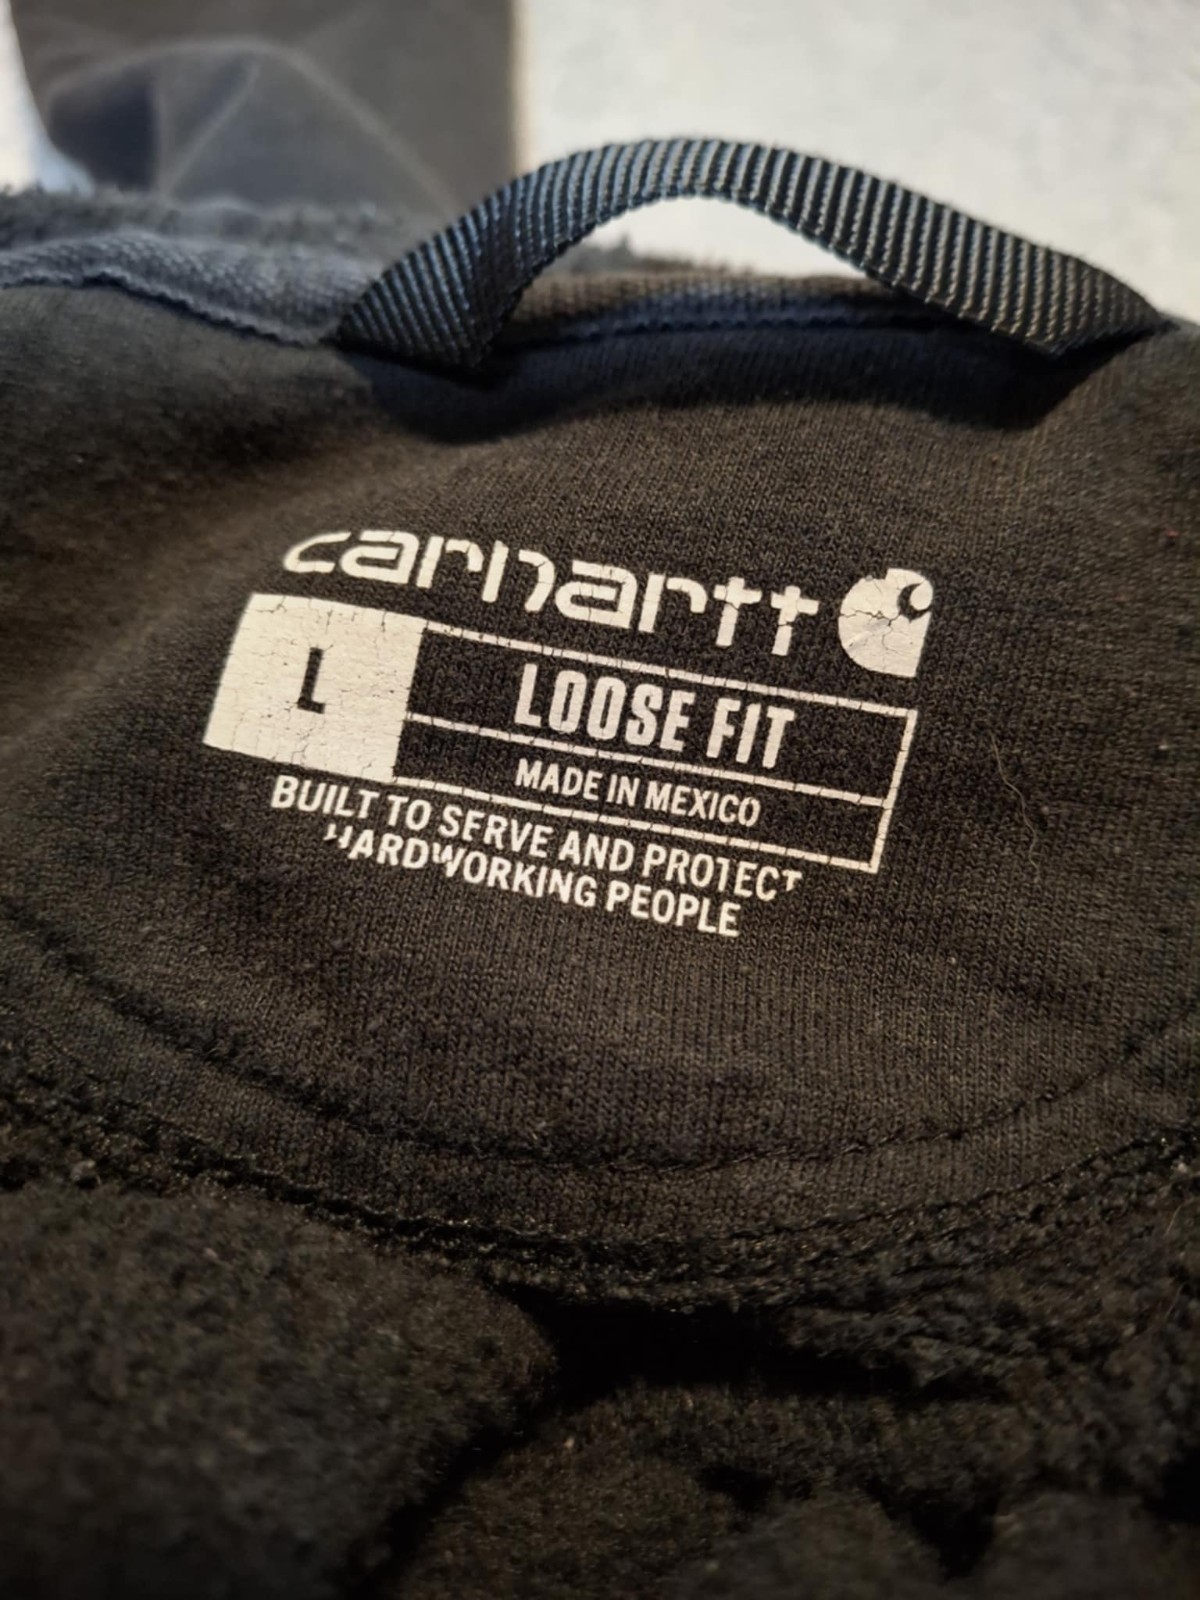 carhartt
L
LOOSE FIT
MADE IN MEXICO
BUILT TO SERVE AND PROTECT
HARDWORKING PEOPLE